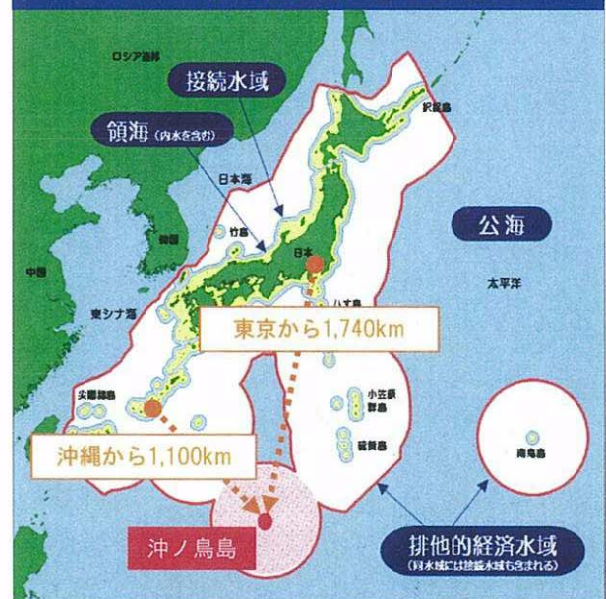 ロシア連邦
接続水域
択捉島
領海(内水を含む)
日本海
竹島
韓国
日本
公海
中国
太平洋
東シナ海
八丈島
東京から1,740km
尖閣諸島
小笠原
群島
硫黄島
沖縄から1,100km
南鳥島
沖ノ鳥島
排他的経済水域
(同水域には接続水域も含まれる)